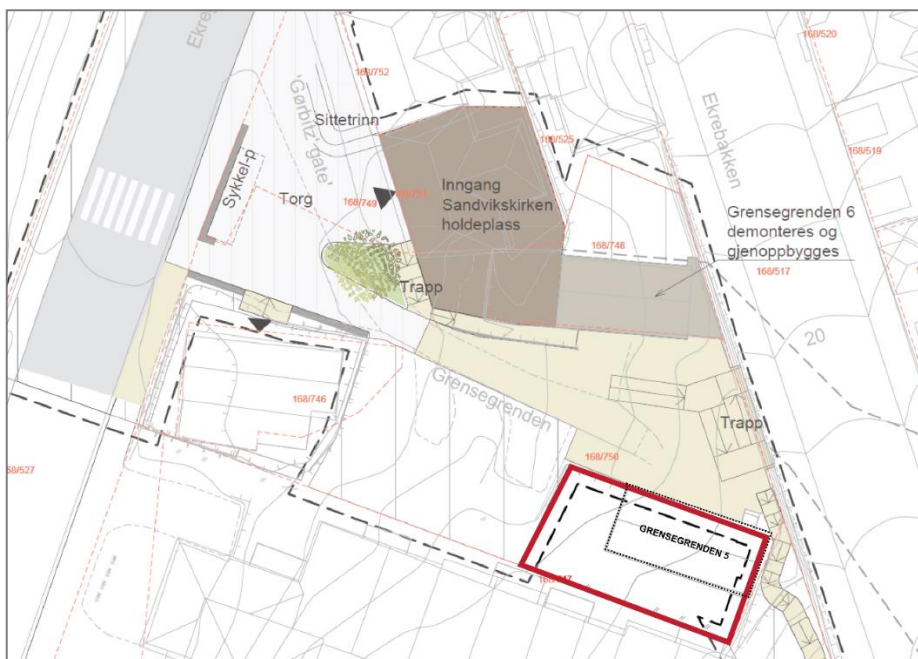 Ekre
168/752
168/520
'Gørbitz' gate'
Sittetrinn
Ekrebakken
168/525
168/519
Sykkel-p
Torg
168/749
Inngang
Sandvikskirken
holdeplass
Grensegrenden 6
demonteres og
gjenoppbygges
168/748
168/517
Trapp
20
Grensegrenden
168/746
Trapp
168/750
168/527
GRENSEGRENDEN 5